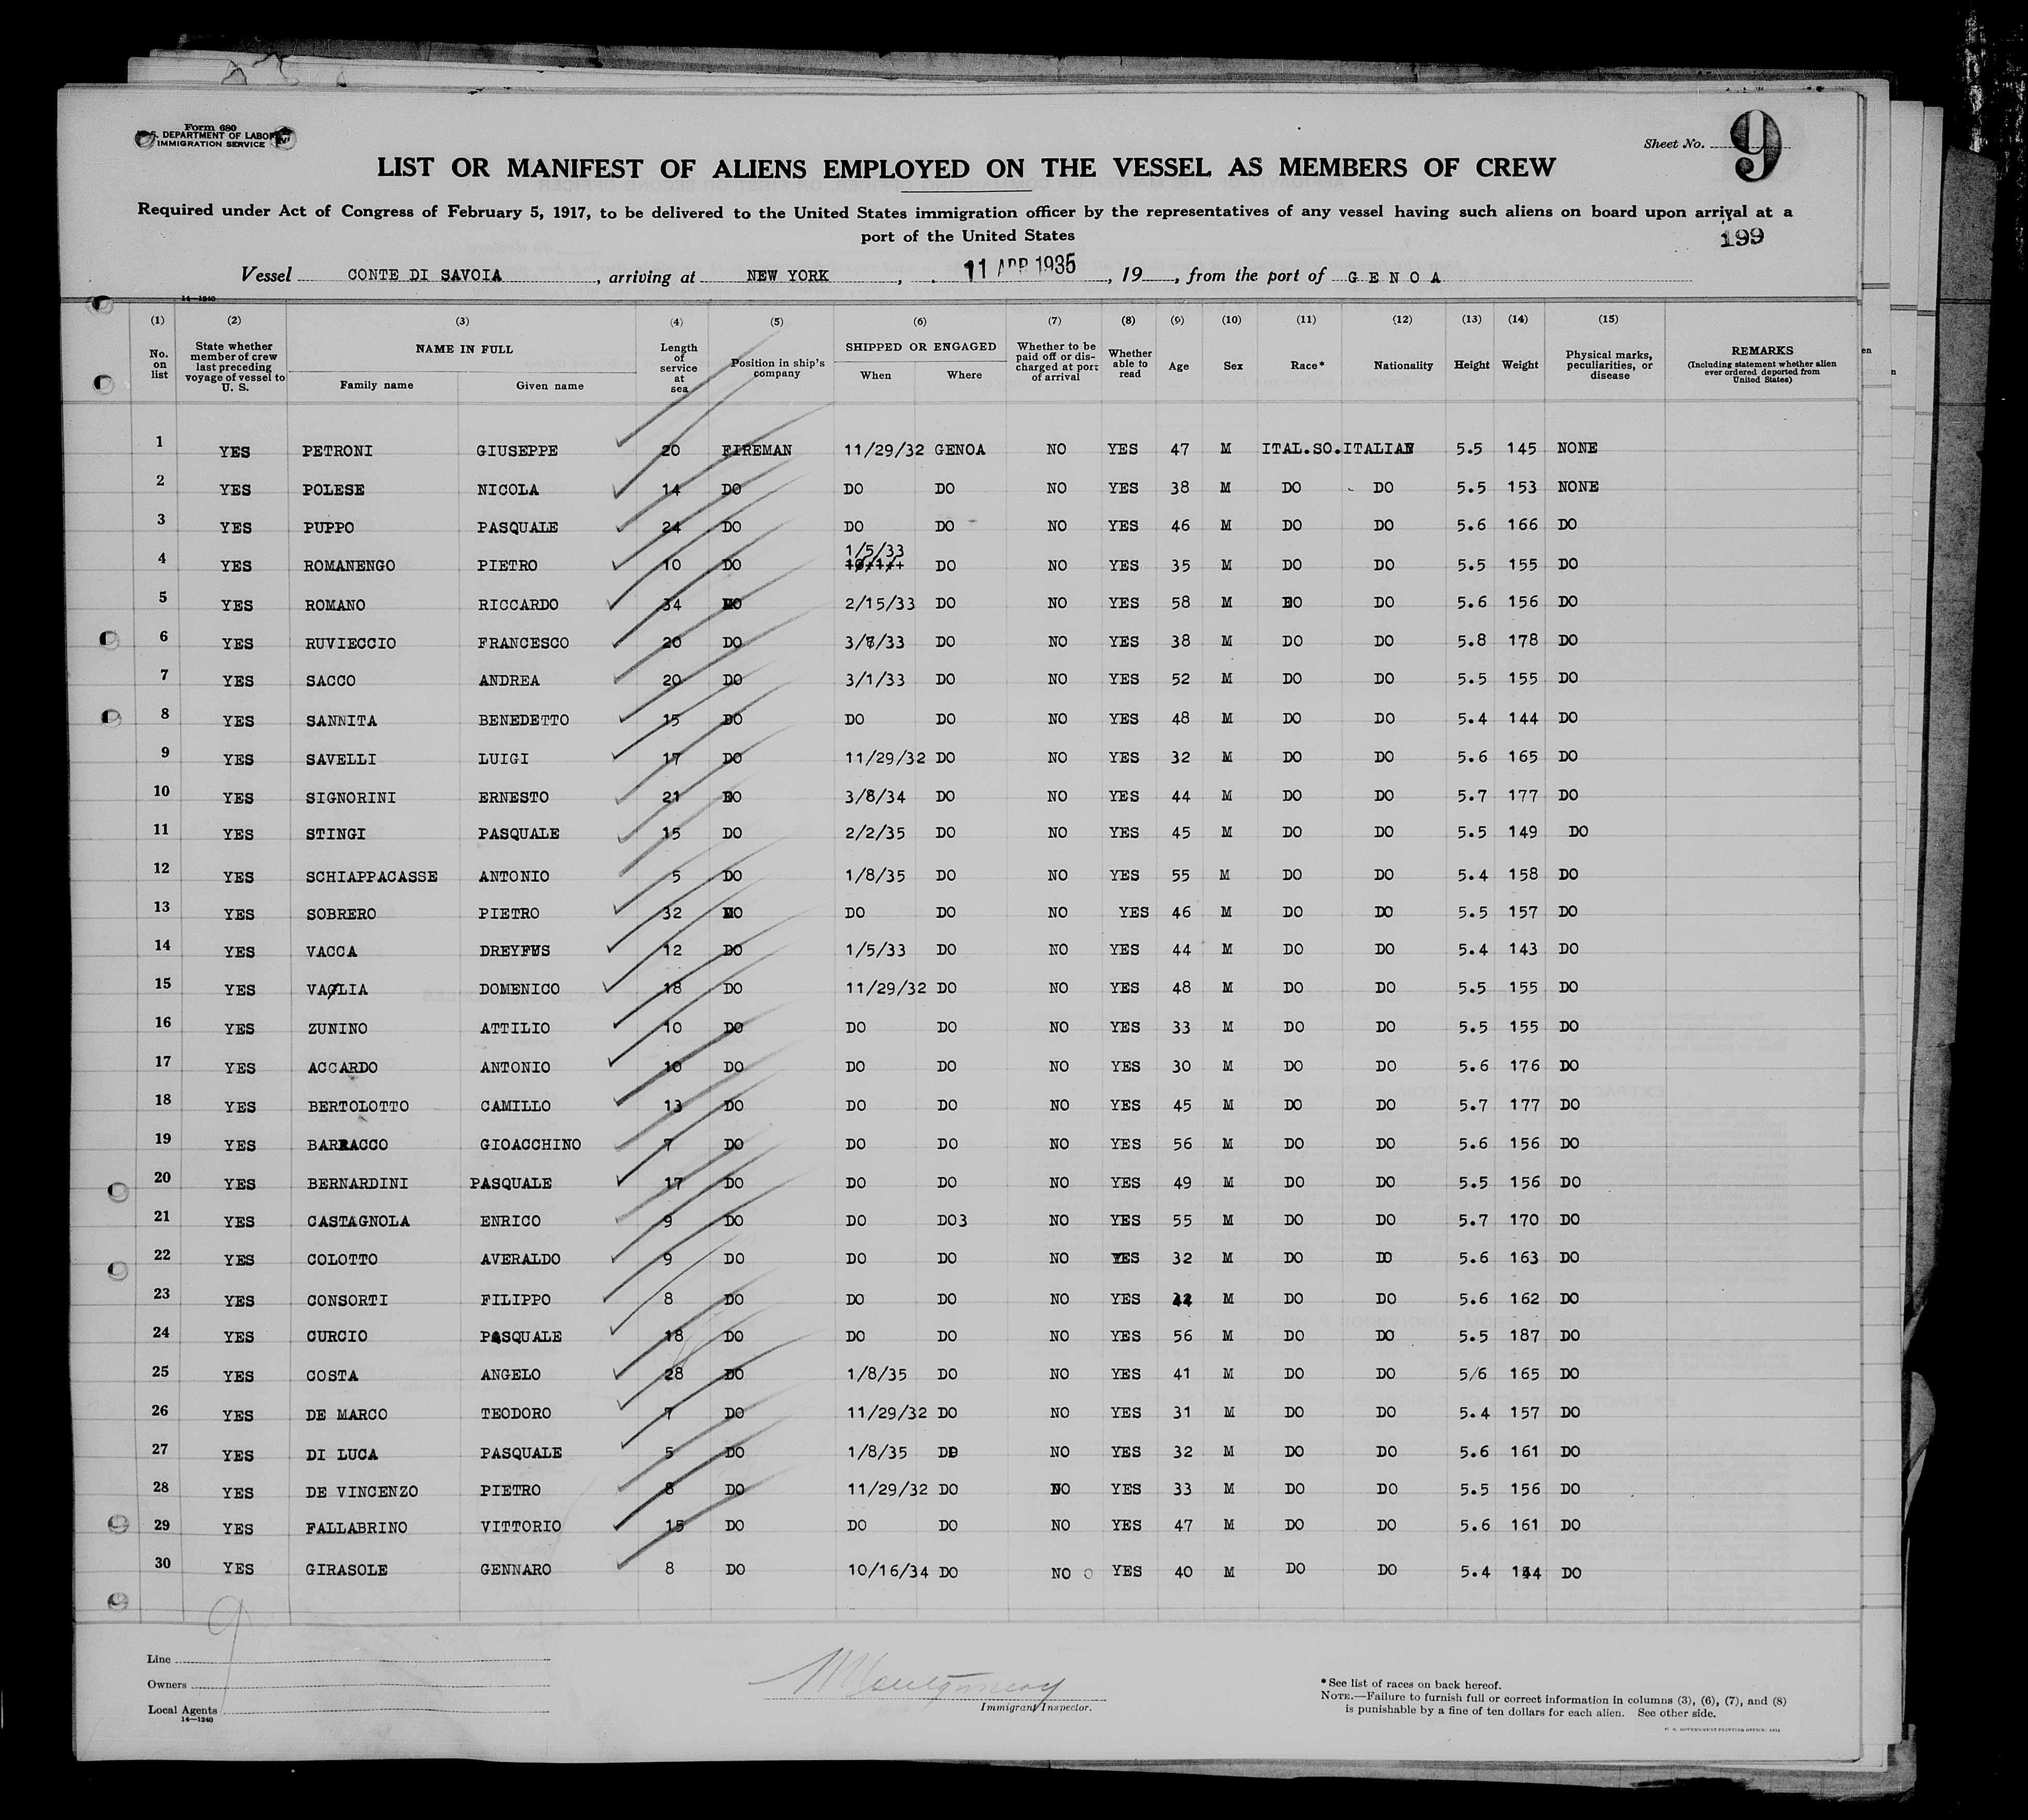 Form 680
U.S. DEPARTMENT OF LABOR
IMMIGRATION SERVICE
Sheet No. 9
LIST OR MANIFEST OF ALIENS EMPLOYED ON THE VESSEL AS MEMBERS OF CREW
Required under Act of Congress of February 5, 1917, to be delivered to the United States immigration officer by the representatives of any vessel having such aliens on board upon arrival at a
port of the United States
199
Vessel CONTE DI SAVOIA, arriving at NEW YORK, 11 APR 1935, 19, from the port of GENOA
14—1240
(1) (2) (3) (4) (5) (6) (7) (8) (9) (10) (11) (12) (13) (14) (15)
No. on list State whether member of crew last preceding voyage of vessel to U. S. NAME IN FULL Family name Given name Length of service at sea Position in ship's company SHIPPED OR ENGAGED When Where Whether to be paid off or discharged at port of arrival Whether able to read Age Sex Race* Nationality Height Weight Physical marks, peculiarities, or disease REMARKS (Including statement whether alien ever ordered deported from United States)
1 YES PETRONI GIUSEPPE 20 FIREMAN 11/29/32 GENOA NO YES 47 M ITAL.SO. ITALIAN 5.5 145 NONE
2 YES POLESE NICOLA 14 DO DO DO NO YES 38 M DO DO 5.5 153 NONE
3 YES PUPPO PASQUALE 24 DO DO DO NO YES 46 M DO DO 5.6 166 DO
4 YES ROMANENGO PIETRO 10 DO 1/5/33 DO NO YES 35 M DO DO 5.5 155 DO
5 YES ROMANO RICCARDO 34 DO 2/15/33 DO NO YES 58 M DO DO 5.6 156 DO
6 YES RUVIECCIO FRANCESCO 20 DO 3/8/33 DO NO YES 38 M DO DO 5.8 178 DO
7 YES SACCO ANDREA 20 DO 3/1/33 DO NO YES 52 M DO DO 5.5 155 DO
8 YES SANNITA BENEDETTO 15 DO DO DO NO YES 48 M DO DO 5.4 144 DO
9 YES SAVELLI LUIGI 17 DO 11/29/32 DO NO YES 32 M DO DO 5.6 165 DO
10 YES SIGNORINI ERNESTO 21 DO 3/8/34 DO NO YES 44 M DO DO 5.7 177 DO
11 YES STINGI PASQUALE 15 DO 2/2/35 DO NO YES 45 M DO DO 5.5 149 DO
12 YES SCHIAPPACASSE ANTONIO 5 DO 1/8/35 DO NO YES 55 M DO DO 5.4 158 DO
13 YES SOBRERO PIETRO 32 DO DO DO NO YES 46 M DO DO 5.5 157 DO
14 YES VACCA DREYFUS 12 DO 1/5/33 DO NO YES 44 M DO DO 5.4 143 DO
15 YES VAGLIA DOMENICO 18 DO 11/29/32 DO NO YES 48 M DO DO 5.5 155 DO
16 YES ZUNINO ATTILIO 10 DO DO DO NO YES 33 M DO DO 5.5 155 DO
17 YES ACCARDO ANTONIO 10 DO DO DO NO YES 30 M DO DO 5.6 176 DO
18 YES BERTOLOTTO CAMILLO 13 DO DO DO NO YES 45 M DO DO 5.7 177 DO
19 YES BARRACCO GIOACCHINO 7 DO DO DO NO YES 56 M DO DO 5.6 156 DO
20 YES BERNARDINI PASQUALE 17 DO DO DO NO YES 49 M DO DO 5.5 156 DO
21 YES CASTAGNOLA ENRICO 9 DO DO DO3 NO YES 55 M DO DO 5.7 170 DO
22 YES COLOTTO AVERALDO 9 DO DO DO NO YES 32 M DO DO 5.6 163 DO
23 YES CONSORTI FILIPPO 8 DO DO DO NO YES M DO DO 5.6 162 DO
24 YES CURCIO PASQUALE 18 DO DO DO NO YES 56 M DO DO 5.5 187 DO
25 YES COSTA ANGELO 28 DO 1/8/35 DO NO YES 41 M DO DO 5/6 165 DO
26 YES DE MARCO TEODORO 7 DO 11/29/32 DO NO YES 31 M DO DO 5.4 157 DO
27 YES DI LUCA PASQUALE 5 DO 1/8/35 DO NO YES 32 M DO DO 5.6 161 DO
28 YES DE VINCENZO PIETRO 8 DO 11/29/32 DO NO YES 33 M DO DO 5.5 156 DO
29 YES FALLABRINO VITTORIO 15 DO DO DO NO YES 47 M DO DO 5.6 161 DO
30 YES GIRASOLE GENNARO 8 DO 10/16/34 DO NO YES 40 M DO DO 5.4 DO
9
Line
Owners
Local Agents
14—1240
Montgomery
Immigrant Inspector.
*See list of races on back hereof.
NOTE.—Failure to furnish full or correct information in columns (3), (6), (7), and (8)
is punishable by a fine of ten dollars for each alien. See other side.